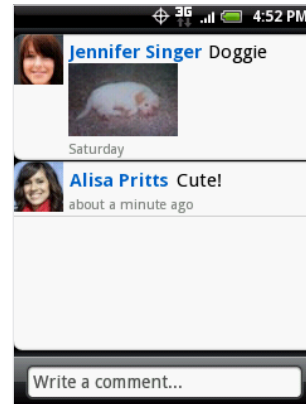 3G 4:52 PM
Jennifer Singer Doggie
Saturday
Alisa Pritts Cute!
about a minute ago
Write a comment...